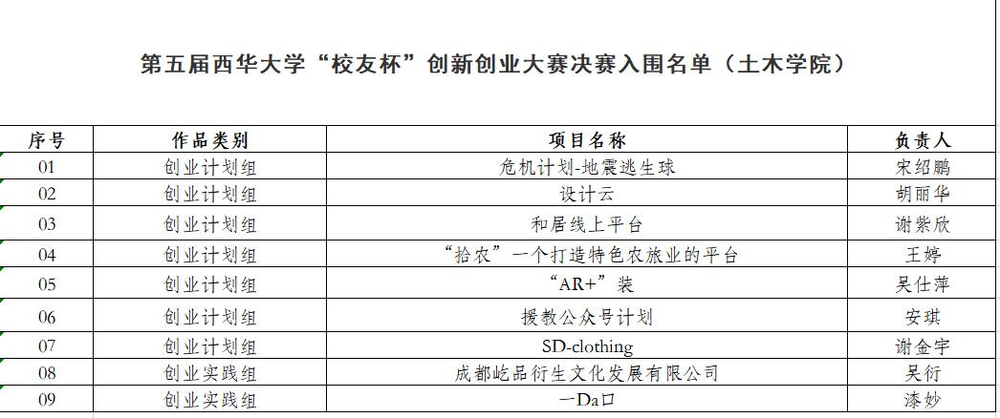 第五届西华大学“校友杯”创新创业大赛决赛入围名单（土木学院）
序号 作品类别 项目名称 负责人
01 创业计划组 危机计划-地震逃生球 宋绍鹏
02 创业计划组 设计云 胡丽华
03 创业计划组 和居线上平台 谢紫欣
04 创业计划组 “拾农”一个打造特色农旅业的平台 王婷
05 创业计划组 “AR+”装 吴仕萍
06 创业计划组 援教公众号计划 安琪
07 创业计划组 SD-clothing 谢金宇
08 创业实践组 成都屹品衍生文化发展有限公司 吴衍
09 创业实践组 一Da口 漆妙